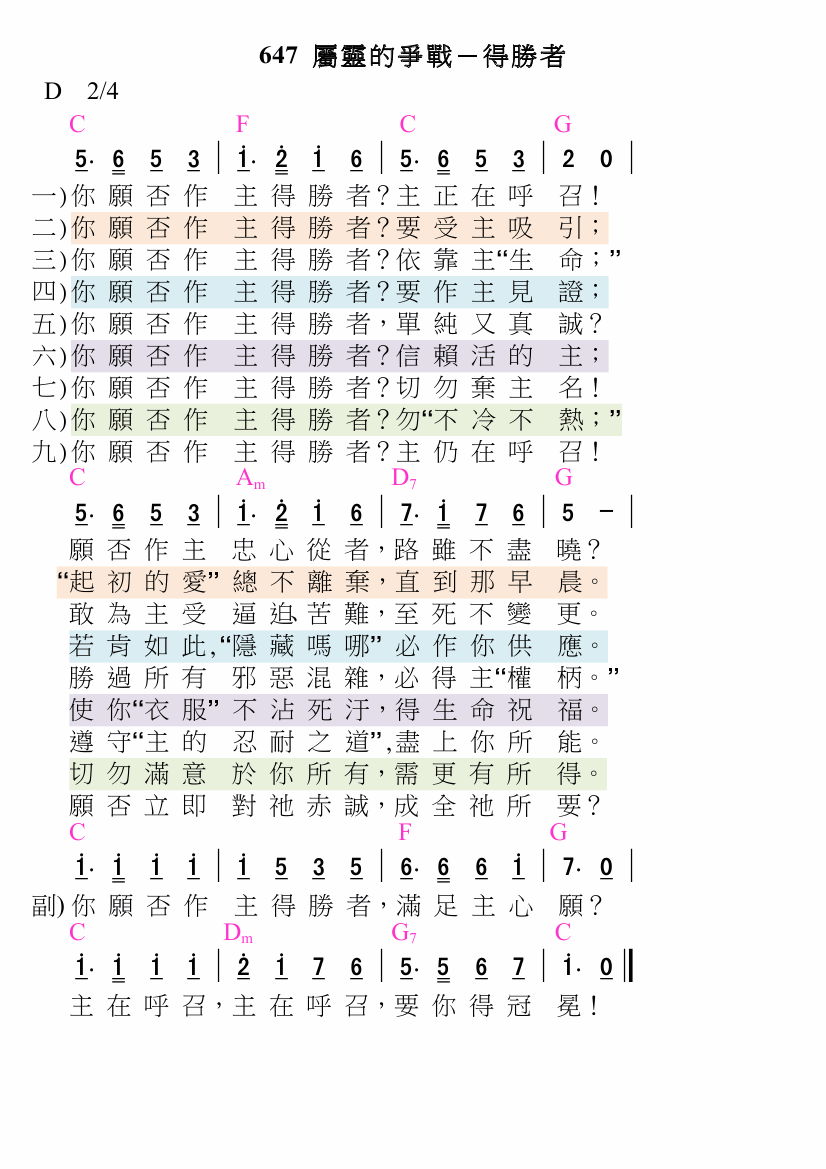 647 屬靈的爭戰－得勝者
D 2/4
C F C G
5· 6 5 3 | 1· 2 1 6 | 5· 6 5 3 | 2 0 |
一)你願否作 主得勝者？主正在呼 召！
二)你願否作 主得勝者？要受主吸 引；
三)你願否作 主得勝者？依靠主“生 命；”
四)你願否作 主得勝者？要作主見 證；
五)你願否作 主得勝者，單純又真 誠？
六)你願否作 主得勝者？信賴活的 主；
七)你願否作 主得勝者？切勿棄主 名！
八)你願否作 主得勝者？勿“不冷不 熱；”
九)你願否作 主得勝者？主仍在呼 召！
C Am D7 G
5· 6 5 3 | 1· 2 1 6 | 7· 1 7 6 | 5 － |
願否作主 忠心從者，路雖不盡 曉？
“起初的愛” 總不離棄，直到那早 晨。
敢為主受 逼迫、苦難，至死不變 更。
若肯如此，“隱藏嗎哪” 必作你供 應。
勝過所有 邪惡混雜，必得主“權 柄。”
使你“衣服” 不沾死汙，得生命祝 福。
遵守“主的 忍耐之道”，盡上你所 能。
切勿滿意 於你所有，需更有所 得。
願否立即 對祂赤誠，成全祂所 要？
C F G
1· 1 1 1 | 1 5 3 5 | 6· 6 6 1 | 7· 0 |
副)你願否作 主得勝者，滿足主心 願？
C Dm G7 C
1· 1 1 1 | 2 1 7 6 | 5· 5 6 7 | 1· 0 ‖
主在呼召，主在呼召，要你得冠 冕！